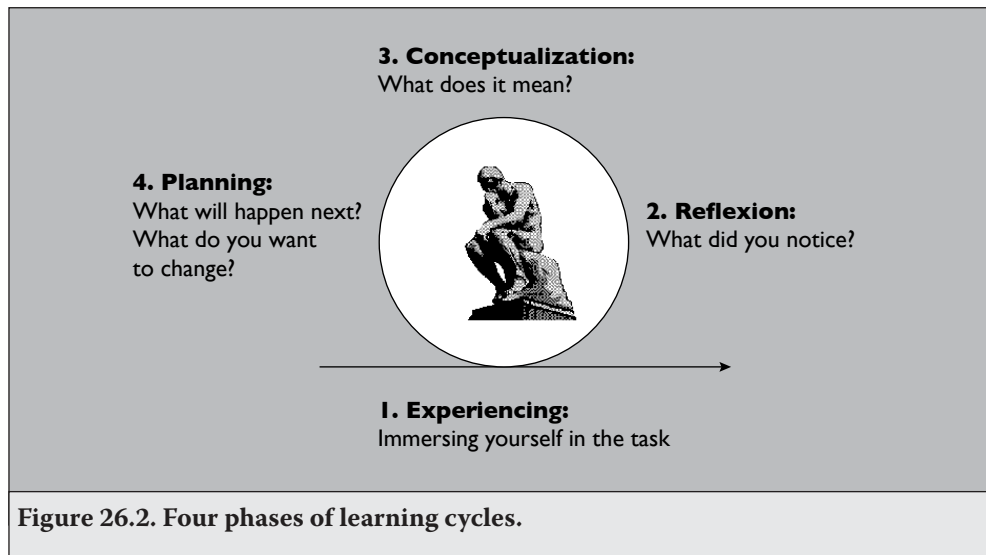 3. Conceptualization:
What does it mean?
4. Planning:
What will happen next?
What do you want
to change?
2. Reflexion:
What did you notice?
1. Experiencing:
Immersing yourself in the task
Figure 26.2. Four phases of learning cycles.